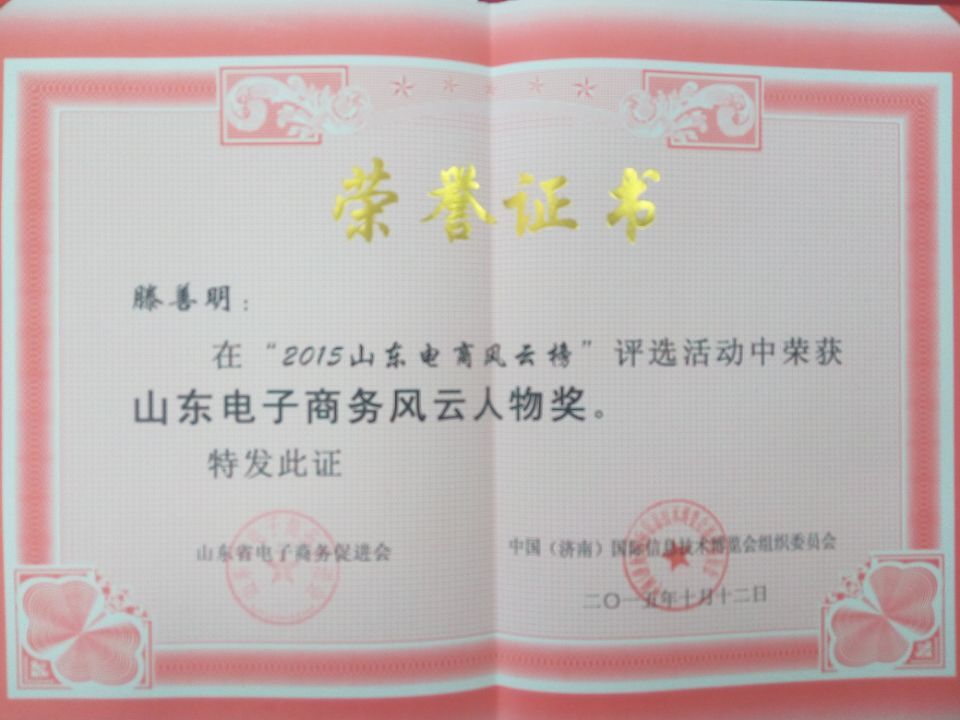 荣誉证书
滕善明：
在“2015山东电商风云榜”评选活动中荣获
山东电子商务风云人物奖。
特发此证
山东省电子商务促进会
中国（济南）国际信息技术博览会组织委员会
二〇一五年十月十二日